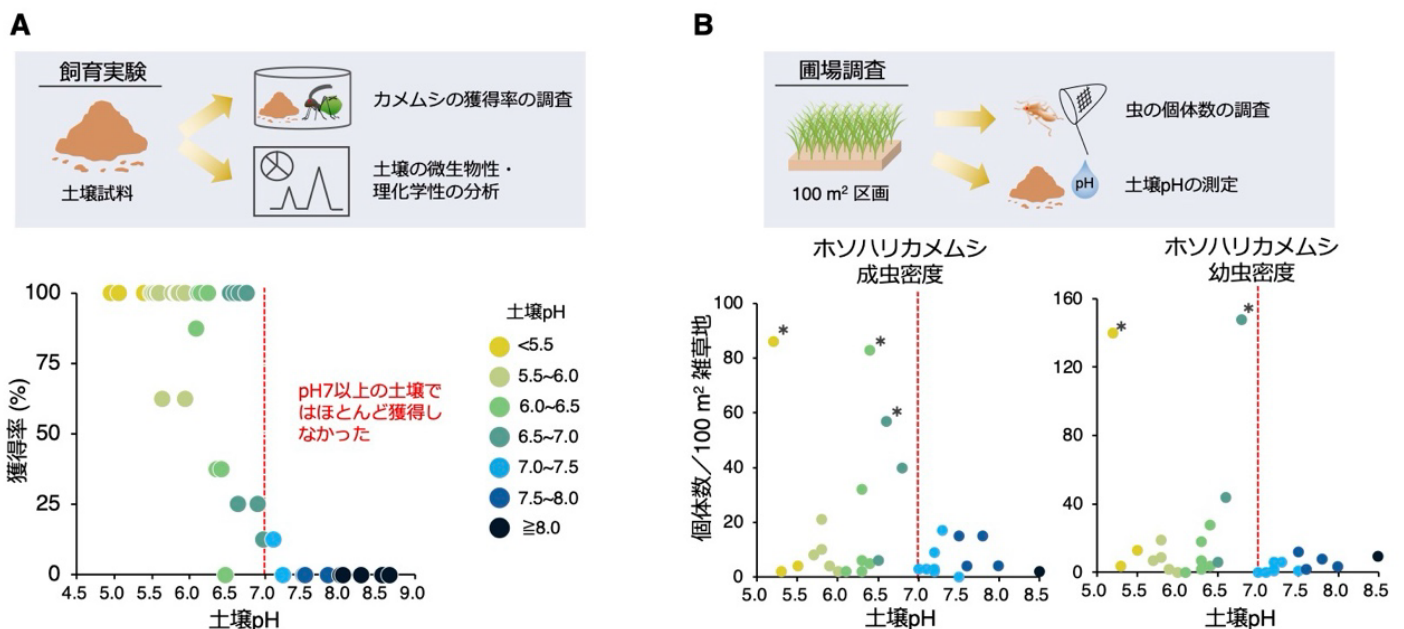 A
飼育実験
土壌試料
カメムシの獲得率の調査
土壌の微生物性・
理化学性の分析
獲得率 (%)
100
75
50
25
0
4.5 5.0 5.5 6.0 6.5 7.0 7.5 8.0 8.5 9.0
土壌pH
pH7以上の土壌で
はほとんど獲得し
なかった
土壌pH
<5.5
5.5~6.0
6.0~6.5
6.5~7.0
7.0~7.5
7.5~8.0
≧8.0
B
圃場調査
100 m² 区画
虫の個体数の調査
pH
土壌pHの測定
ホソハリカメムシ
成虫密度
個体数／100 m² 雑草地
100
80
60
40
20
0
* * *
5.0 5.5 6.0 6.5 7.0 7.5 8.0 8.5
土壌pH
ホソハリカメムシ
幼虫密度
160
120
80
40
0
* *
5.0 5.5 6.0 6.5 7.0 7.5 8.0 8.5
土壌pH